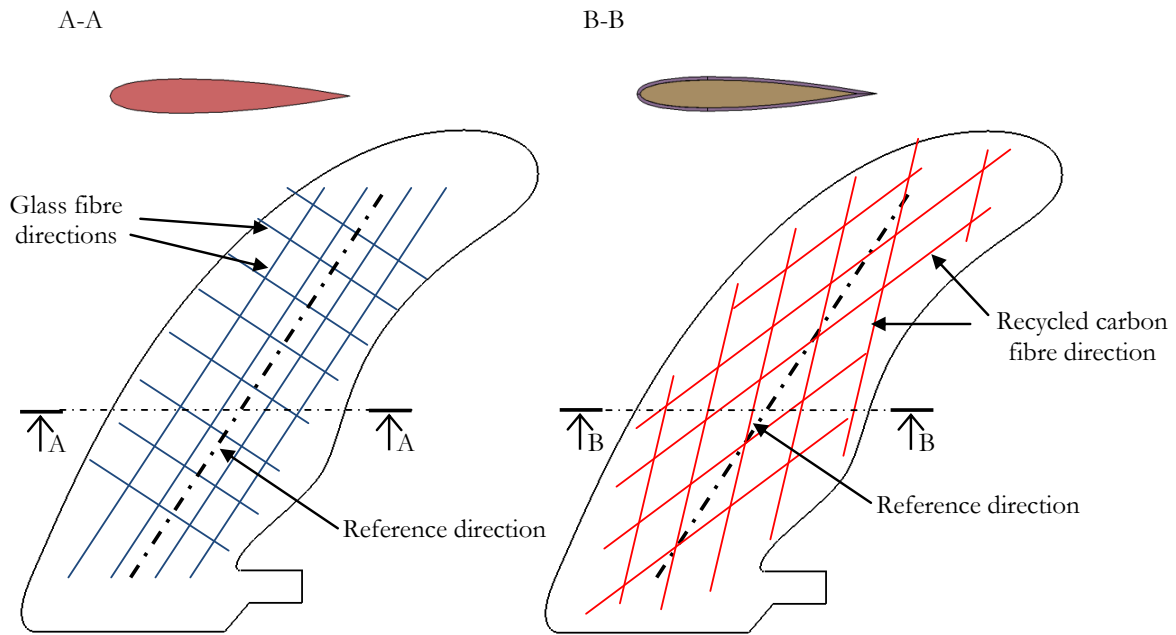 A-A
B-B
Glass fibre
directions
Recycled carbon
fibre direction
A
A
B
B
Reference direction
Reference direction